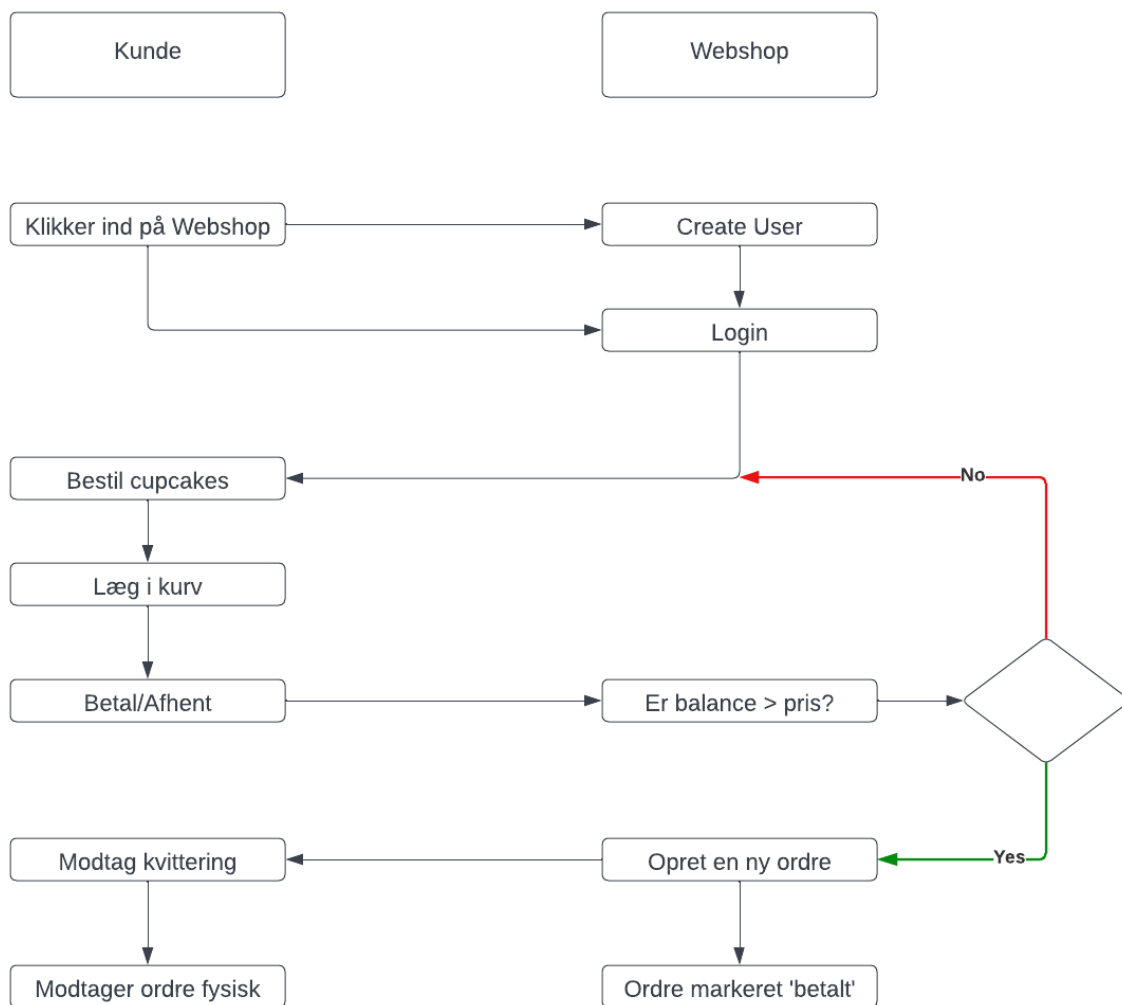 Kunde
Webshop
Klikker ind på Webshop
Create User
Login
Bestil cupcakes
No
Læg i kurv
Betal/Afhent
Er balance > pris?
Modtag kvittering
Opret en ny ordre
Yes
Modtager ordre fysisk
Ordre markeret 'betalt'